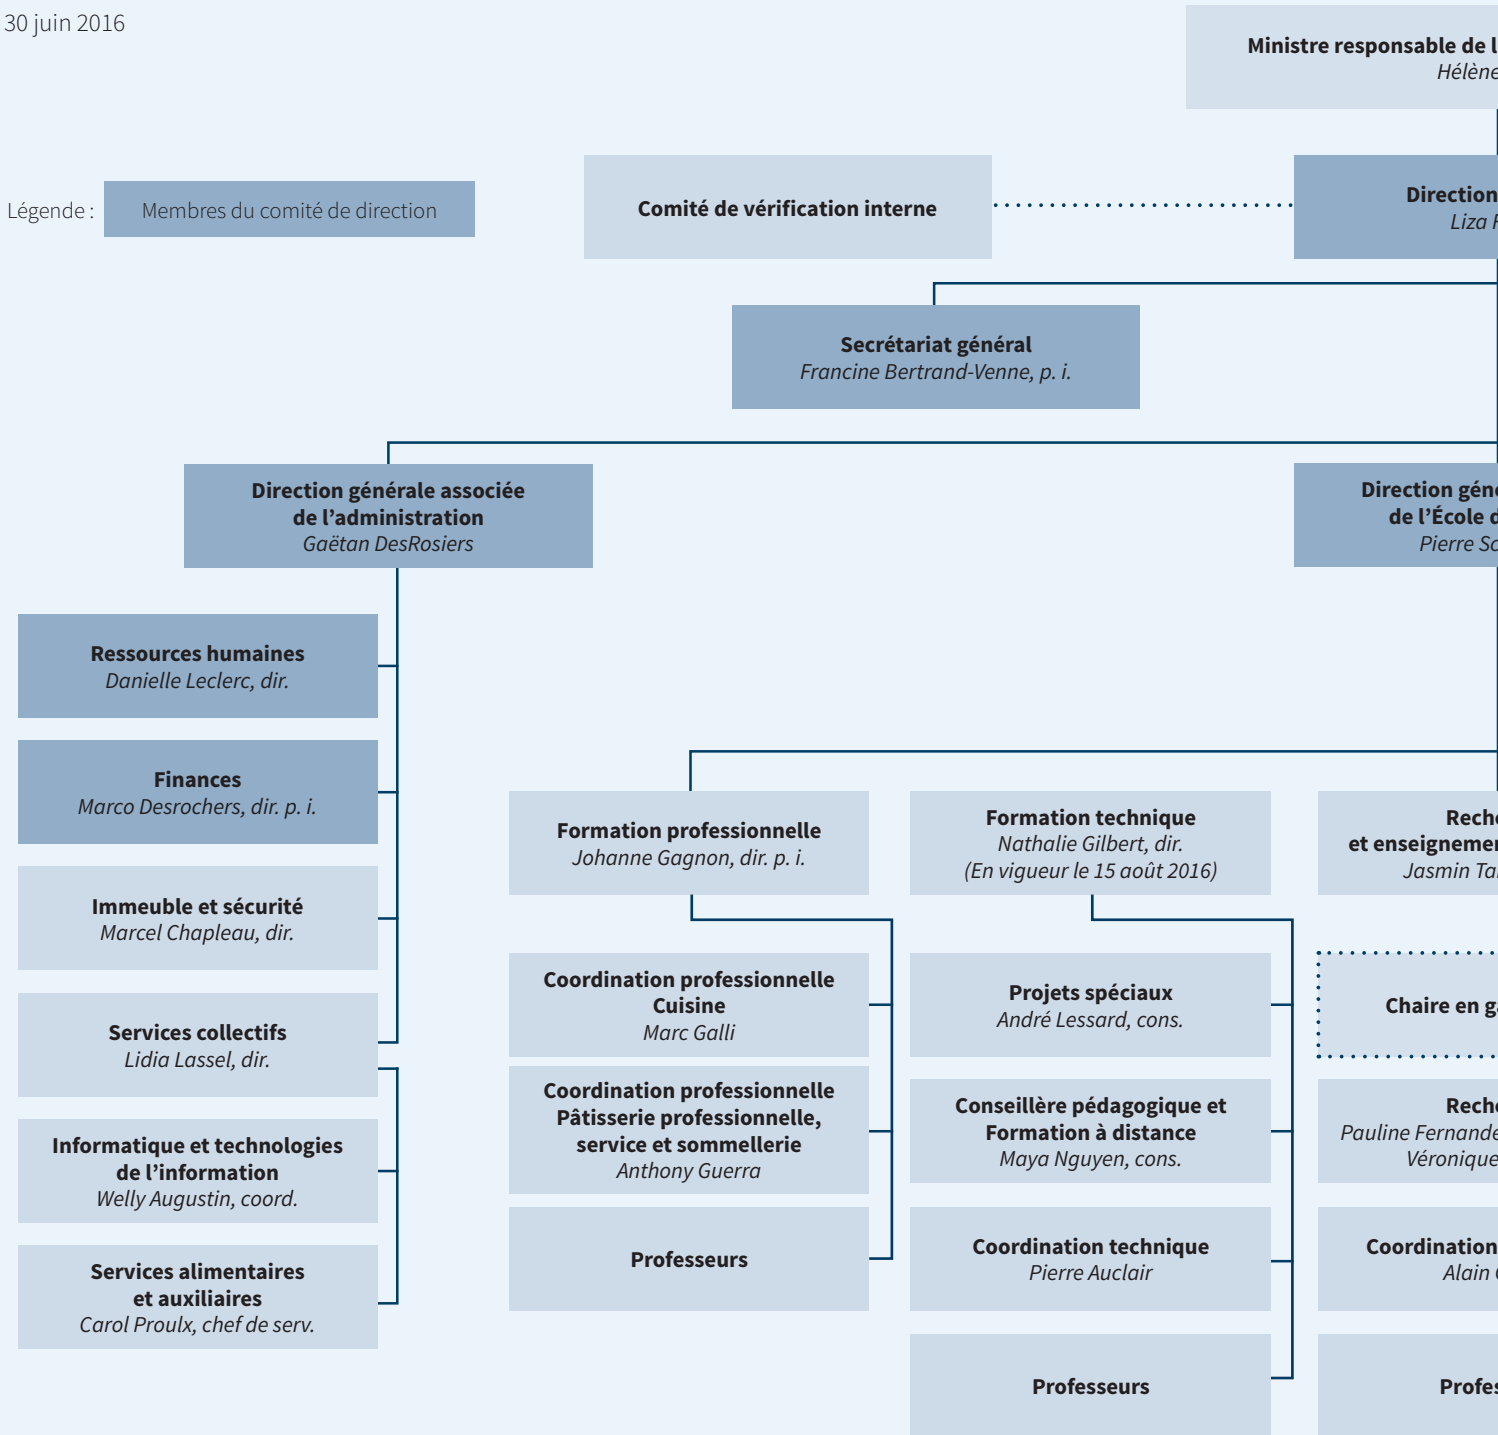 30 juin 2016
Ministre responsable de
Hélène
Légende :
Membres du comité de direction
Comité de vérification interne
Direction
Liza
Secrétariat général
Francine Bertrand-Venne, p. i.
Direction générale associée
de l’administration
Gaëtan DesRosiers
Direction
de l’École
Pierre
Ressources humaines
Danielle Leclerc, dir.
Finances
Marco Desrochers, dir. p. i.
Immeuble et sécurité
Marcel Chapleau, dir.
Services collectifs
Lidia Lassel, dir.
Informatique et technologies
de l’information
Welly Augustin, coord.
Services alimentaires
et auxiliaires
Carol Proulx, chef de serv.
Formation professionnelle
Johanne Gagnon, dir. p. i.
Coordination professionnelle
Cuisine
Marc Galli
Coordination professionnelle
Pâtisserie professionnelle,
service et sommellerie
Anthony Guerra
Professeurs
Formation technique
Nathalie Gilbert, dir.
(En vigueur le 15 août 2016)
Projets spéciaux
André Lessard, cons.
Conseillère pédagogique et
Formation à distance
Maya Nguyen, cons.
Coordination technique
Pierre Auclair
Professeurs
et
Jasmin
Chaire en
Pauline
Véronique
Coordination
Alain